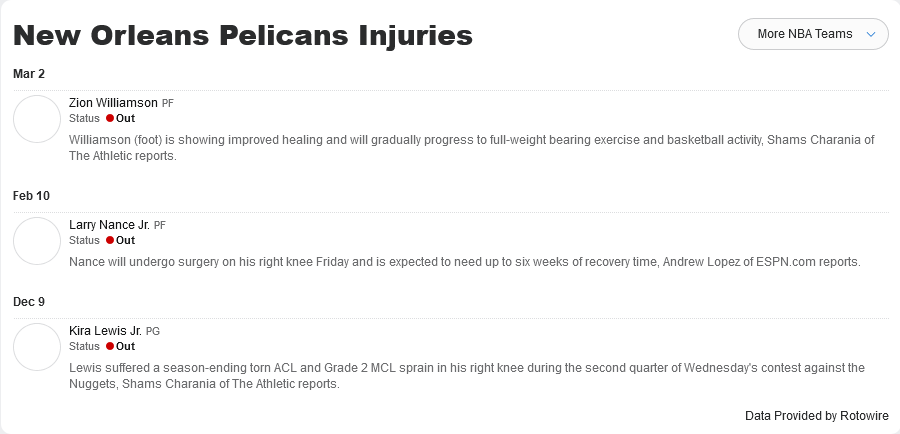 New Orleans Pelicans Injuries
More NBA Teams
Mar 2
Zion Williamson PF
Status Out
Williamson (foot) is showing improved healing and will gradually progress to full-weight bearing exercise and basketball activity, Shams Charania of
The Athletic reports.
Feb 10
Larry Nance Jr. PF
Status Out
Nance will undergo surgery on his right knee Friday and is expected to need up to six weeks of recovery time, Andrew Lopez of ESPN.com reports.
Dec 9
Kira Lewis Jr. PG
Status Out
Lewis suffered a season-ending torn ACL and Grade 2 MCL sprain in his right knee during the second quarter of Wednesday's contest against the
Nuggets, Shams Charania of The Athletic reports.
Data Provided by Rotowire